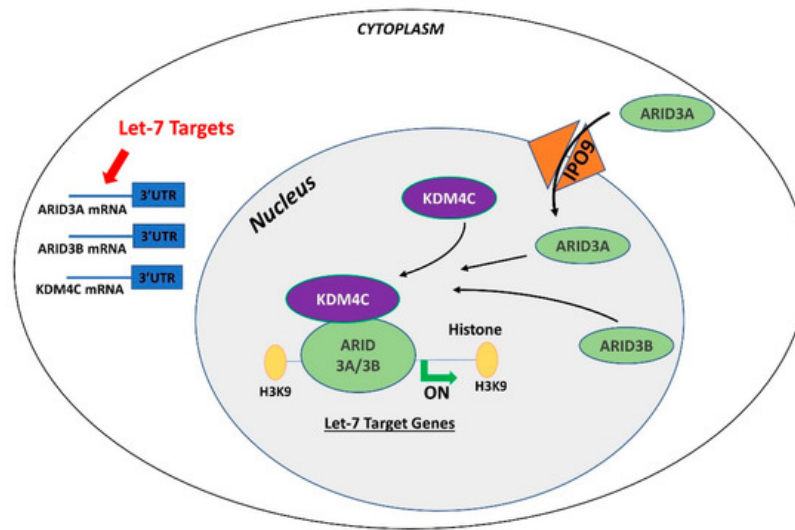 CYTOPLASM
Let-7 Targets
3'UTR
ARID3A mRNA
3'UTR
ARID3B mRNA
3'UTR
KDM4C mRNA
Nucleus
IPO9
ARID3A
KDM4C
ARID3A
KDM4C
ARID
3A/3B
Histone
ARID3B
H3K9
ON
H3K9
Let-7 Target Genes